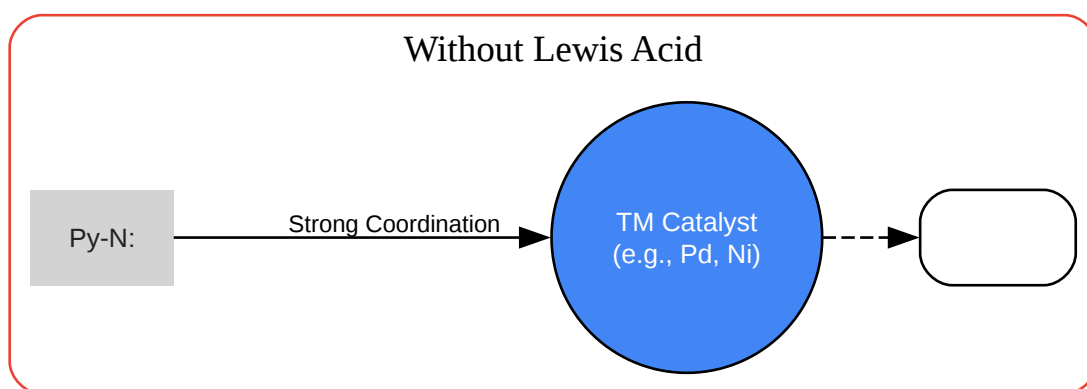 Without Lewis Acid
Py-N:
Strong Coordination
TM Catalyst
(e.g., Pd, Ni)